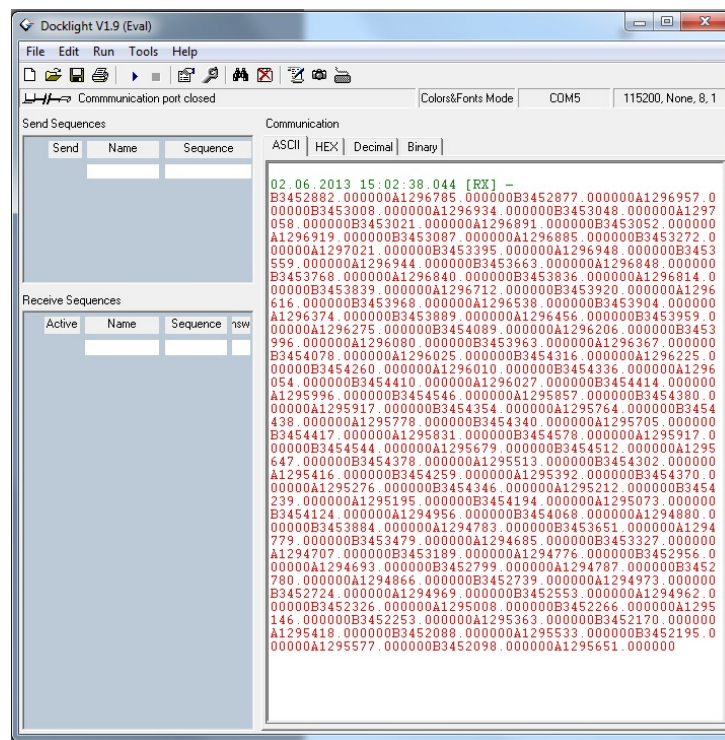 Docklight V1.9 (Eval)
File Edit Run Tools Help
Commmunication port closed
Colors&Fonts Mode
COM5
115200, None, 8, 1
Send Sequences
Send Name Sequence
Receive Sequences
Active Name Sequence nsw
Communication
ASCII HEX Decimal Binary
02.06.2013 15:02:38.044 [RX] -
B3452882.000000A1296785.000000B3452877.000000A1296957.0
00000B3453008.000000A1296934.000000B3453048.000000A1297
058.000000B3453021.000000A1296891.000000B3453052.000000
A1296919.000000B3453087.000000A1296885.000000B3453272.0
00000A1297021.000000B3453395.000000A1296948.000000B3453
559.000000A1296944.000000B3453663.000000A1296848.000000
B3453768.000000A1296840.000000B3453836.000000A1296814.0
00000B3453839.000000A1296712.000000B3453920.000000A1296
616.000000B3453968.000000A1296538.000000B3453904.000000
A1296374.000000B3453889.000000A1296456.000000B3453959.0
00000A1296275.000000B3454089.000000A1296206.000000B3453
996.000000A1296080.000000B3453963.000000A1296367.000000
B3454078.000000A1296025.000000B3454316.000000A1296225.0
00000B3454260.000000A1296010.000000B3454336.000000A1296
054.000000B3454410.000000A1296027.000000B3454414.000000
A1295996.000000B3454546.000000A1295857.000000B3454380.0
00000A1295917.000000B3454354.000000A1295764.000000B3454
438.000000A1295778.000000B3454340.000000A1295705.000000
B3454417.000000A1295831.000000B3454578.000000A1295917.0
00000B3454544.000000A1295679.000000B3454512.000000A1295
647.000000B3454378.000000A1295513.000000B3454302.000000
A1295416.000000B3454259.000000A1295392.000000B3454370.0
00000A1295276.000000B3454346.000000A1295212.000000B3454
239.000000A1295195.000000B3454194.000000A1295073.000000
B3454124.000000A1294956.000000B3454068.000000A1294880.0
00000B3453884.000000A1294783.000000B3453651.000000A1294
779.000000B3453479.000000A1294685.000000B3453327.000000
A1294707.000000B3453189.000000A1294776.000000B3452956.0
00000A1294693.000000B3452799.000000A1294787.000000B3452
780.000000A1294866.000000B3452739.000000A1294973.000000
B3452724.000000A1294969.000000B3452553.000000A1294962.0
00000B3452326.000000A1295008.000000B3452266.000000A1295
146.000000B3452253.000000A1295363.000000B3452170.000000
A1295418.000000B3452088.000000A1295533.000000B3452195.0
00000A1295577.000000B3452098.000000A1295651.000000